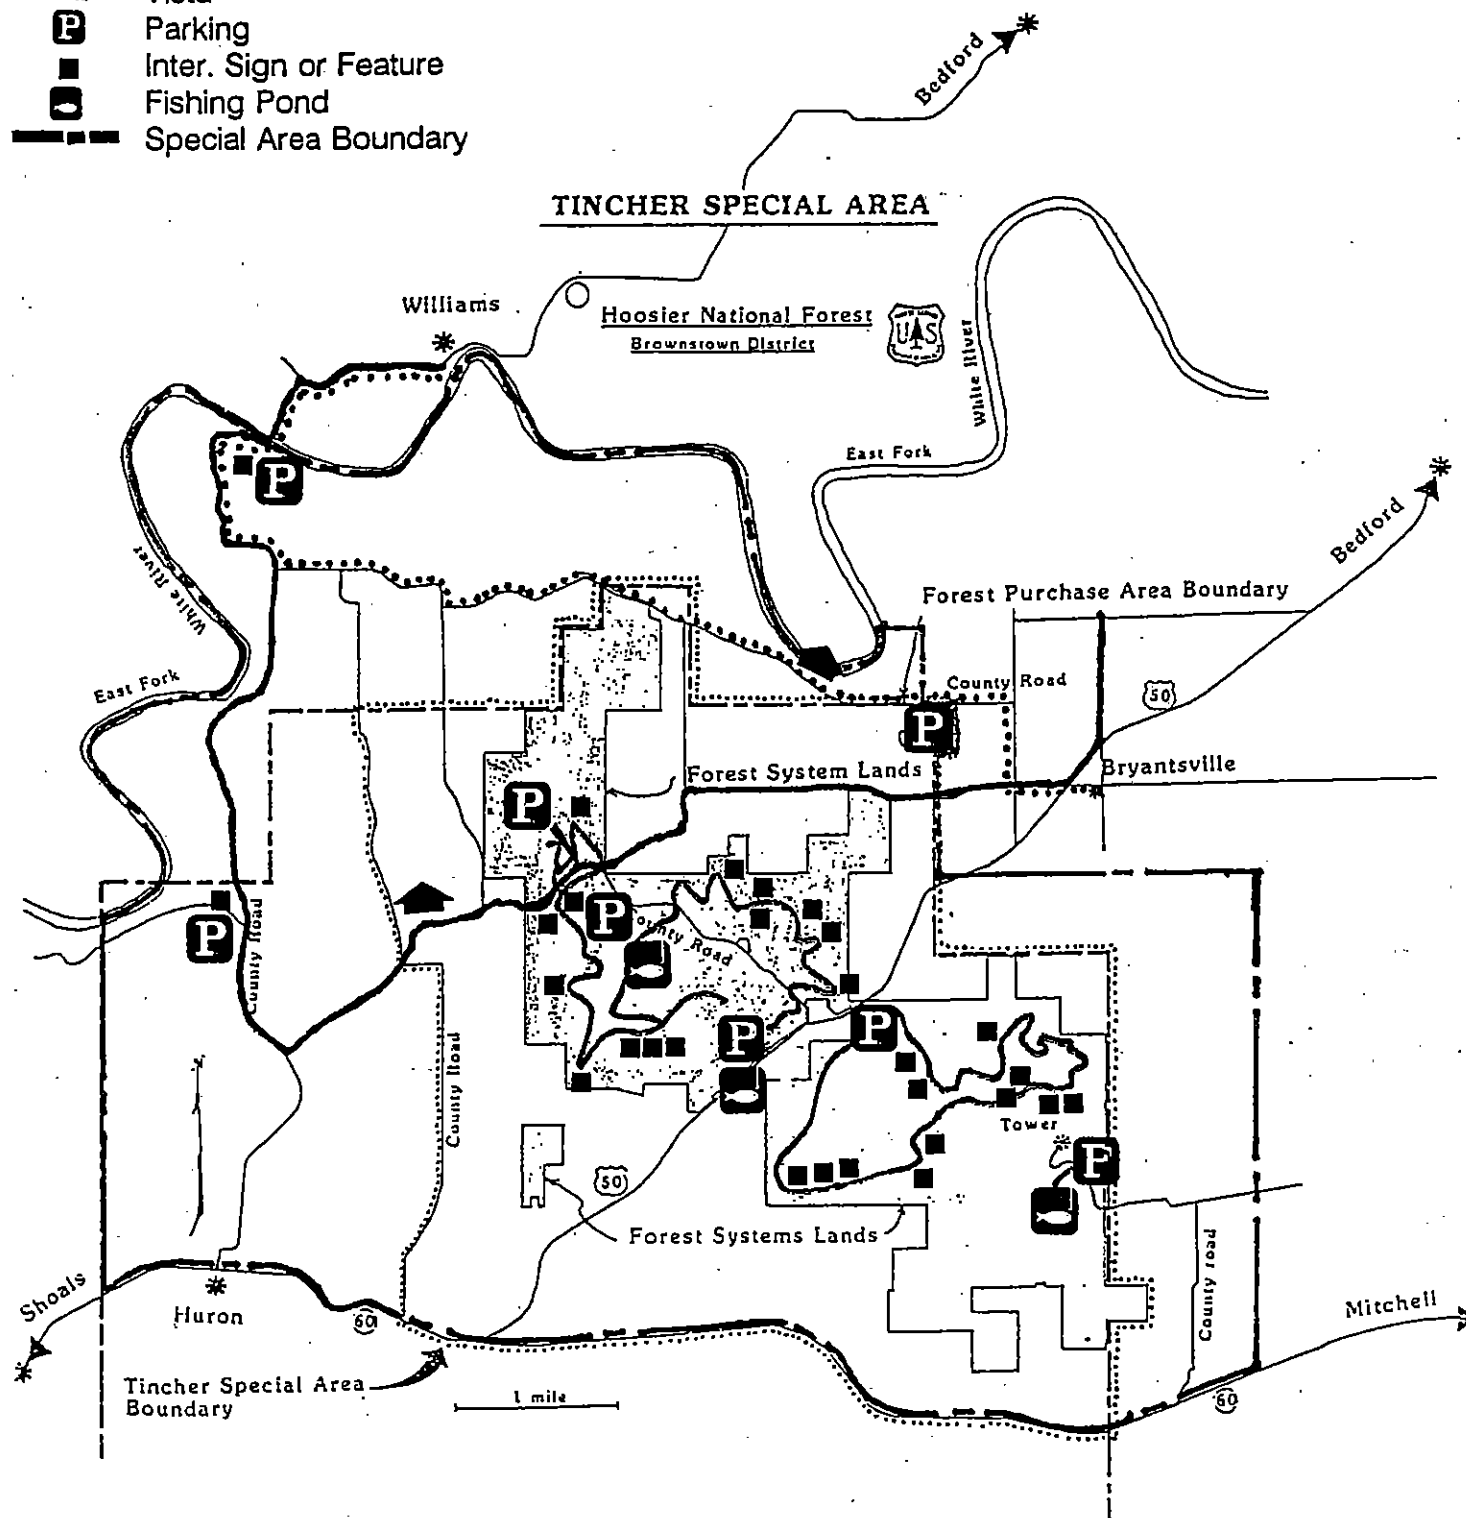 Vista
P Parking
Inter. Sign or Feature
Fishing Pond
Special Area Boundary
Bedford
TINCHER SPECIAL AREA
Williams
Hoosier National Forest
Brownstown District
U S
White River
East Fork
Bedford
P
White River
Forest Purchase Area Boundary
East Fork
County Road
50
P
Forest System Lands
Bryantsville
P
P
County Road
P
County Road
P
P
County Road
Tower
P
50
Forest Systems Lands
County road
Shoals
Huron
60
Mitchell
Tincher Special Area
Boundary
1 mile
60